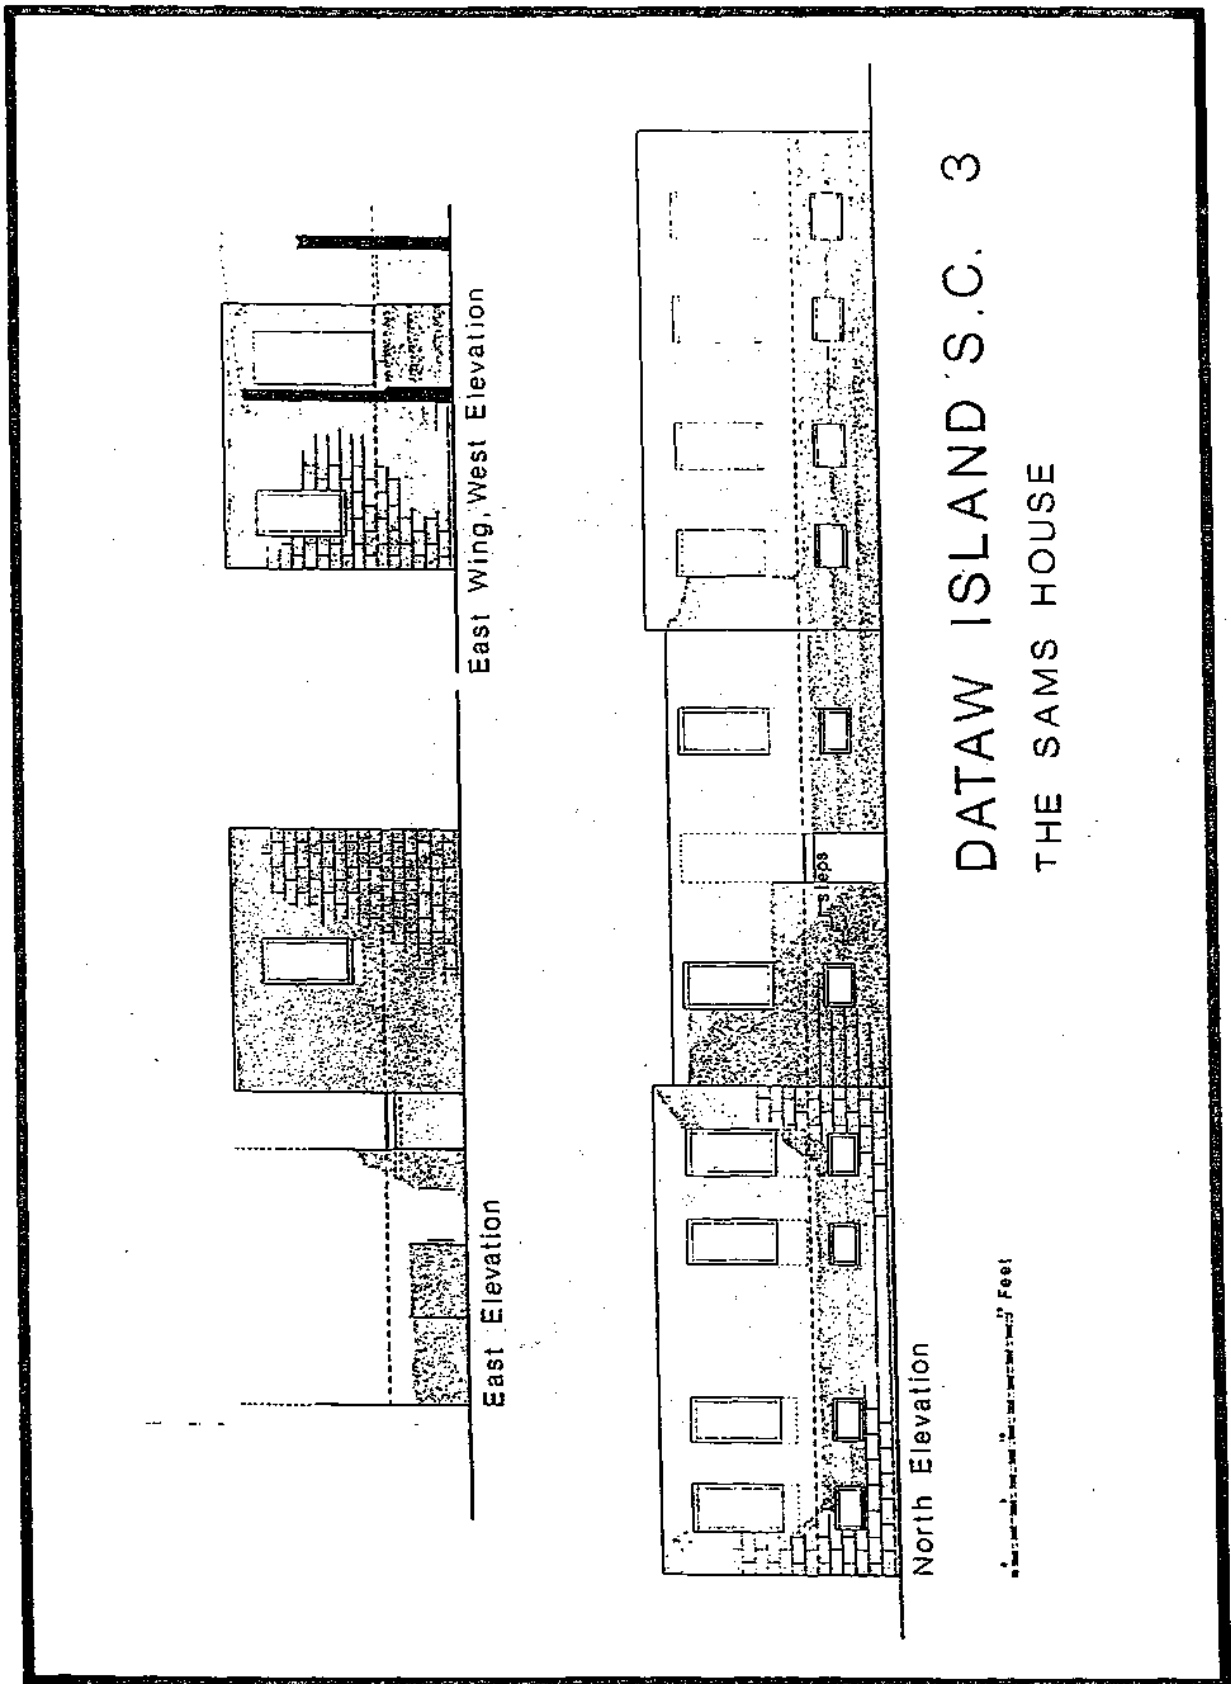 East Elevation
East Wing, West Elevation
Steps
North Elevation
Feet
DATAW ISLAND S.C. 3
THE SAMS HOUSE